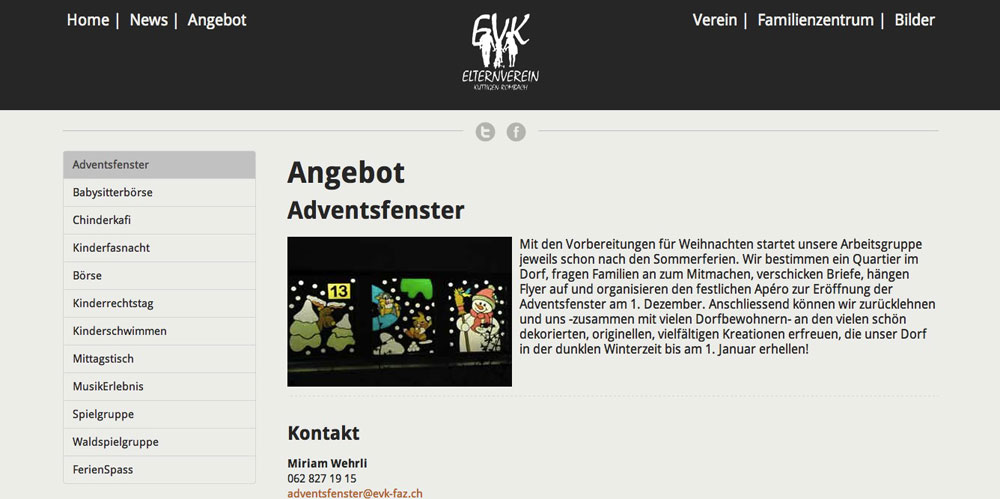 Home | News | Angebot
EVK
ELTERNVEREIN
KÜTTIGEN ROMBACH
Verein | Familienzentrum | Bilder
Adventsfenster
Babysitterbörse
Chinderkafi
Kinderfasnacht
Börse
Kinderrechtstag
Kinderschwimmen
Mittagstisch
MusikErlebnis
Spielgruppe
Waldspielgruppe
FerienSpass
Angebot
Adventsfenster
13
Mit den Vorbereitungen für Weihnachten startet unsere Arbeitsgruppe
jeweils schon nach den Sommerferien. Wir bestimmen ein Quartier im
Dorf, fragen Familien an zum Mitmachen, verschicken Briefe, hängen
Flyer auf und organisieren den festlichen Apéro zur Eröffnung der
Adventsfenster am 1. Dezember. Anschliessend können wir zurücklehnen
und uns -zusammen mit vielen Dorfbewohnern- an den vielen schön
dekorierten, originellen, vielfältigen Kreationen erfreuen, die unser Dorf
in der dunklen Winterzeit bis am 1. Januar erhellen!
Kontakt
Miriam Wehrli
062 827 19 15
adventsfenster@evk-faz.ch